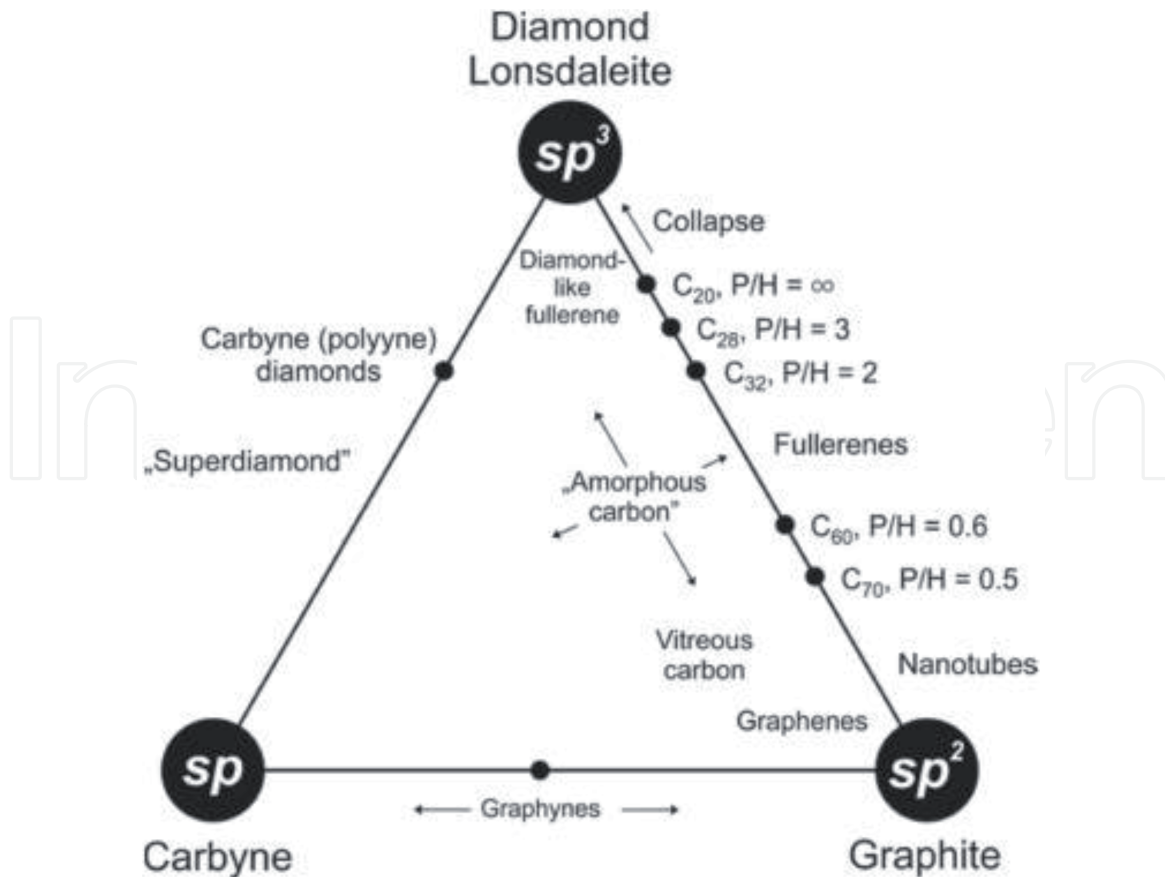 Diamond
Lonsdaleite
sp³
Collapse
Diamond-
like
fullerene
C₂₀, P/H = ∞
C₂₈, P/H = 3
C₃₂, P/H = 2
Carbyne (polyyne)
diamonds
„Superdiamond”
Fullerenes
„Amorphous
carbon”
C₆₀, P/H = 0.6
C₇₀, P/H = 0.5
Vitreous
carbon
Nanotubes
Graphenes
sp
sp²
Graphynes
Carbyne
Graphite